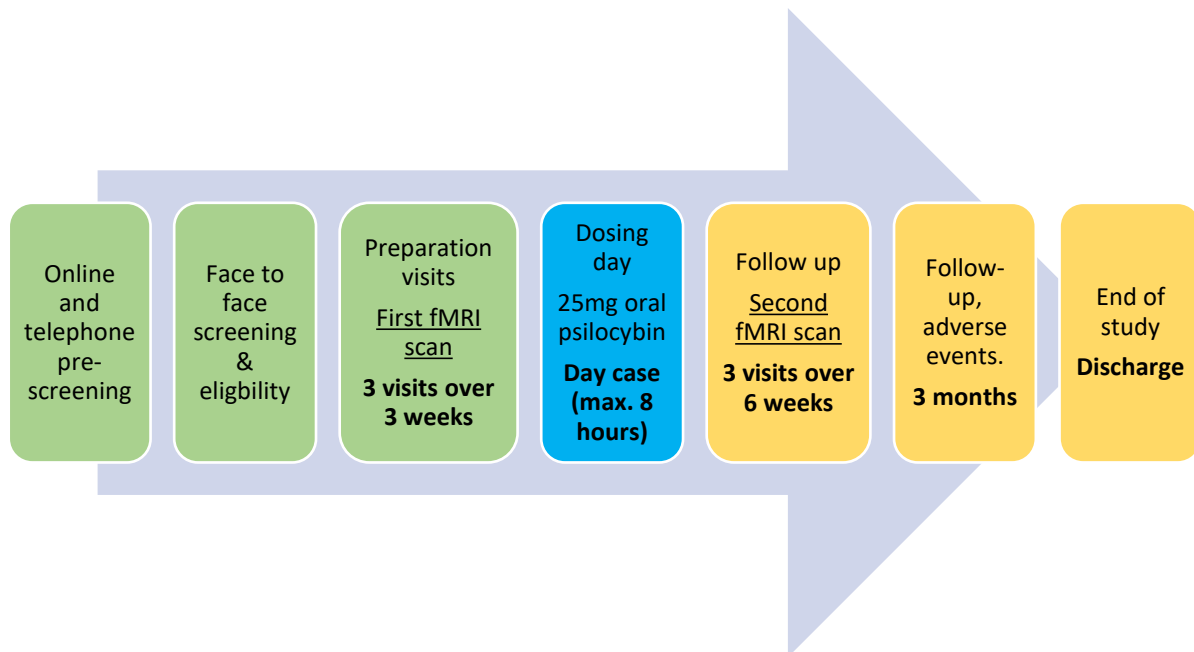 Online
and
telephone
pre-
screening
Face to
face
screening
&
eligbility
Preparation
visits
First fMRI
scan
3 visits over
3 weeks
Dosing
day
25mg oral
psilocybin
Day case
(max. 8
hours)
Follow up
Second
fMRI scan
3 visits over
6 weeks
Follow-
up,
adverse
events.
3 months
End of
study
Discharge